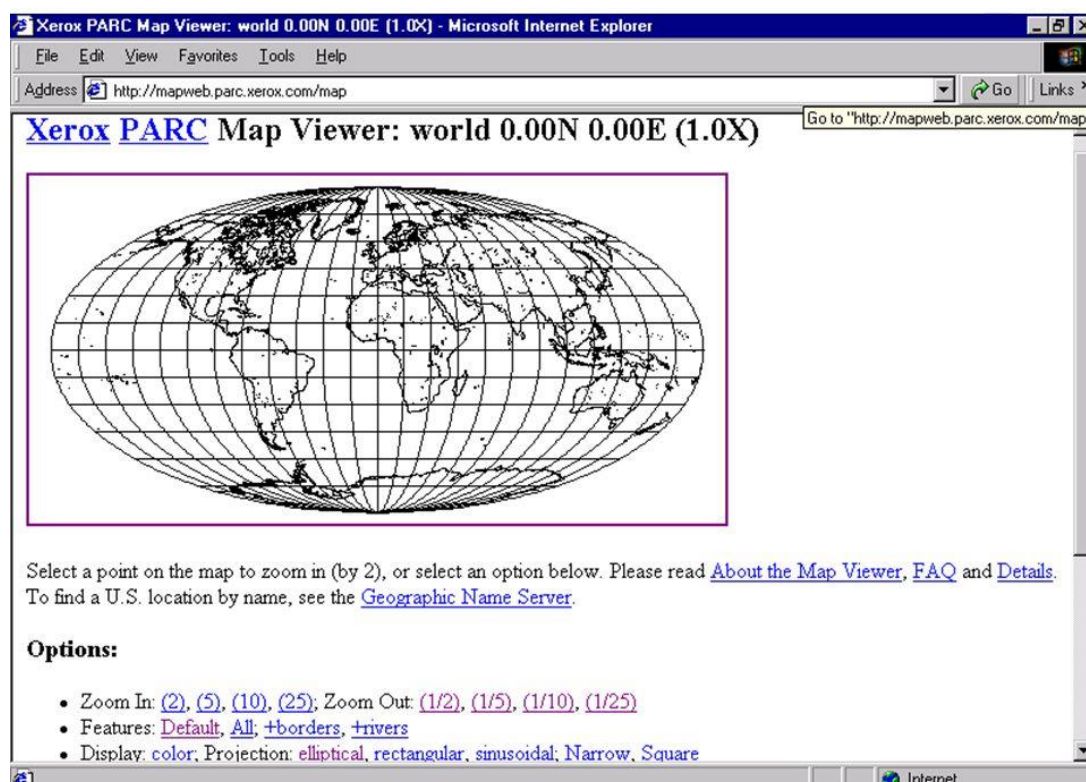 Xerox PARC Map Viewer: world 0.00N 0.00E (1.0X) - Microsoft Internet Explorer
File Edit View Favorites Tools Help
Address http://mapweb.parc.xerox.com/map Go Links
Go to "http://mapweb.parc.xerox.com/map
Xerox PARC Map Viewer: world 0.00N 0.00E (1.0X)
Select a point on the map to zoom in (by 2), or select an option below. Please read About the Map Viewer, FAQ and Details.
To find a U.S. location by name, see the Geographic Name Server.
Options:
• Zoom In: (2), (5), (10), (25); Zoom Out: (1/2), (1/5), (1/10), (1/25)
• Features: Default, All; +borders, +rivers
• Display: color; Projection: elliptical, rectangular, sinusoidal; Narrow, Square
Internet